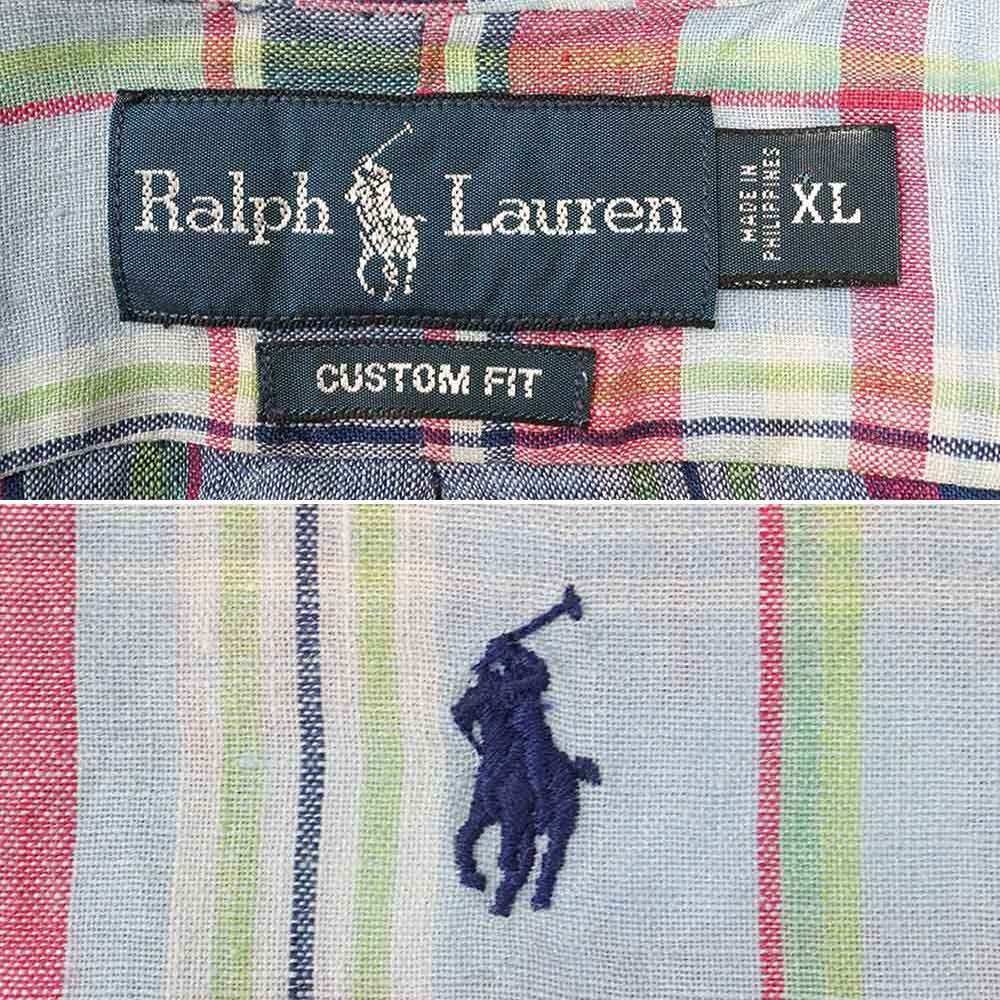 Ralph Lauren
MADE IN
PHILIPPINES
XL
CUSTOM FIT